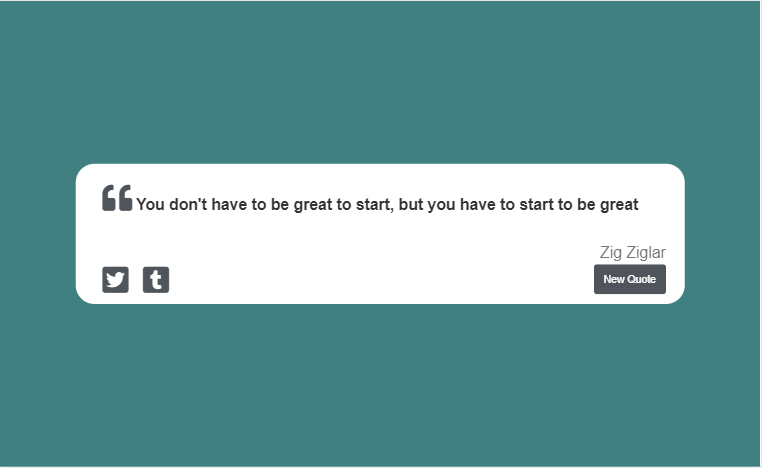 You don't have to be great to start, but you have to start to be great
Zig Ziglar
New Quote